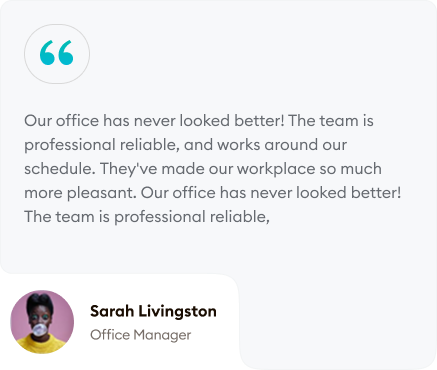 “
Our office has never looked better! The team is
professional reliable, and works around our
schedule. They've made our workplace so much
more pleasant. Our office has never looked better!
The team is professional reliable,
Sarah Livingston
Office Manager